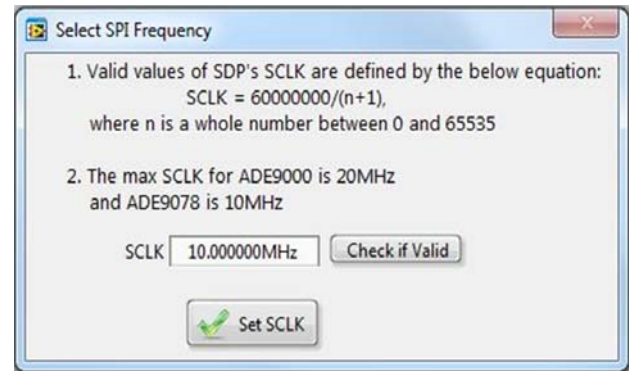 Select SPI Frequency
1. Valid values of SDP's SCLK are defined by the below equation:
SCLK = 60000000/(n+1),
where n is a whole number between 0 and 65535
2. The max SCLK for ADE9000 is 20MHz
and ADE9078 is 10MHz
SCLK 10.000000MHz Check if Valid
Set SCLK